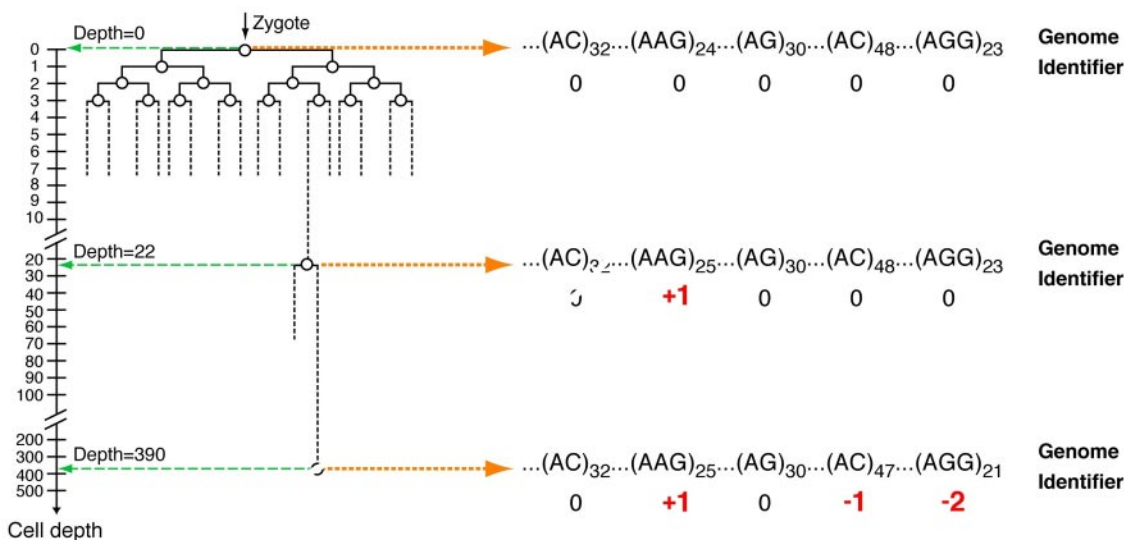 Zygote
Depth=0
...(AC)32...(AAG)24...(AG)30...(AC)48...(AGG)23
0 0 0 0 0
Genome
Identifier
0
1
2
3
4
5
6
7
8
9
10
Depth=22
...(AAG)25...(AG)30...(AC)48...(AGG)23
+1 0 0 0
Genome
Identifier
20
30
40
50
60
70
80
90
100
Depth=390
...(AC)32...(AAG)25...(AG)30...(AC)47...(AGG)21
0 +1 0 -1 -2
Genome
Identifier
200
300
400
500
Cell depth